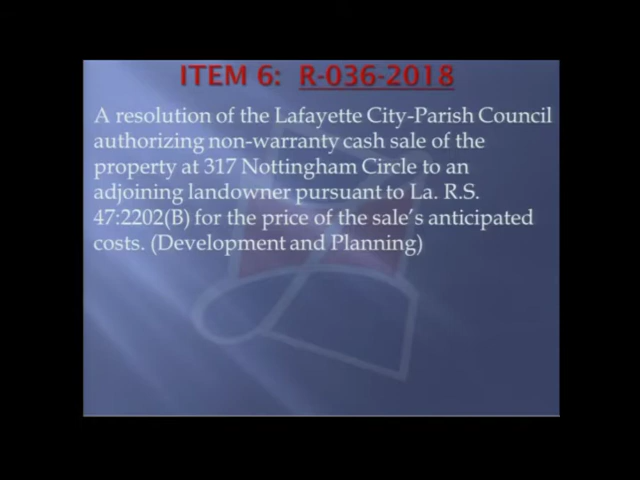 ITEM 6: R-036-2018
A resolution of the Lafayette City-Parish Council
authorizing non-warranty cash sale of the
property at 317 Nottingham Circle to an
adjoining landowner pursuant to La. R.S.
47:2202(B) for the price of the sale's anticipated
costs. (Development and Planning)